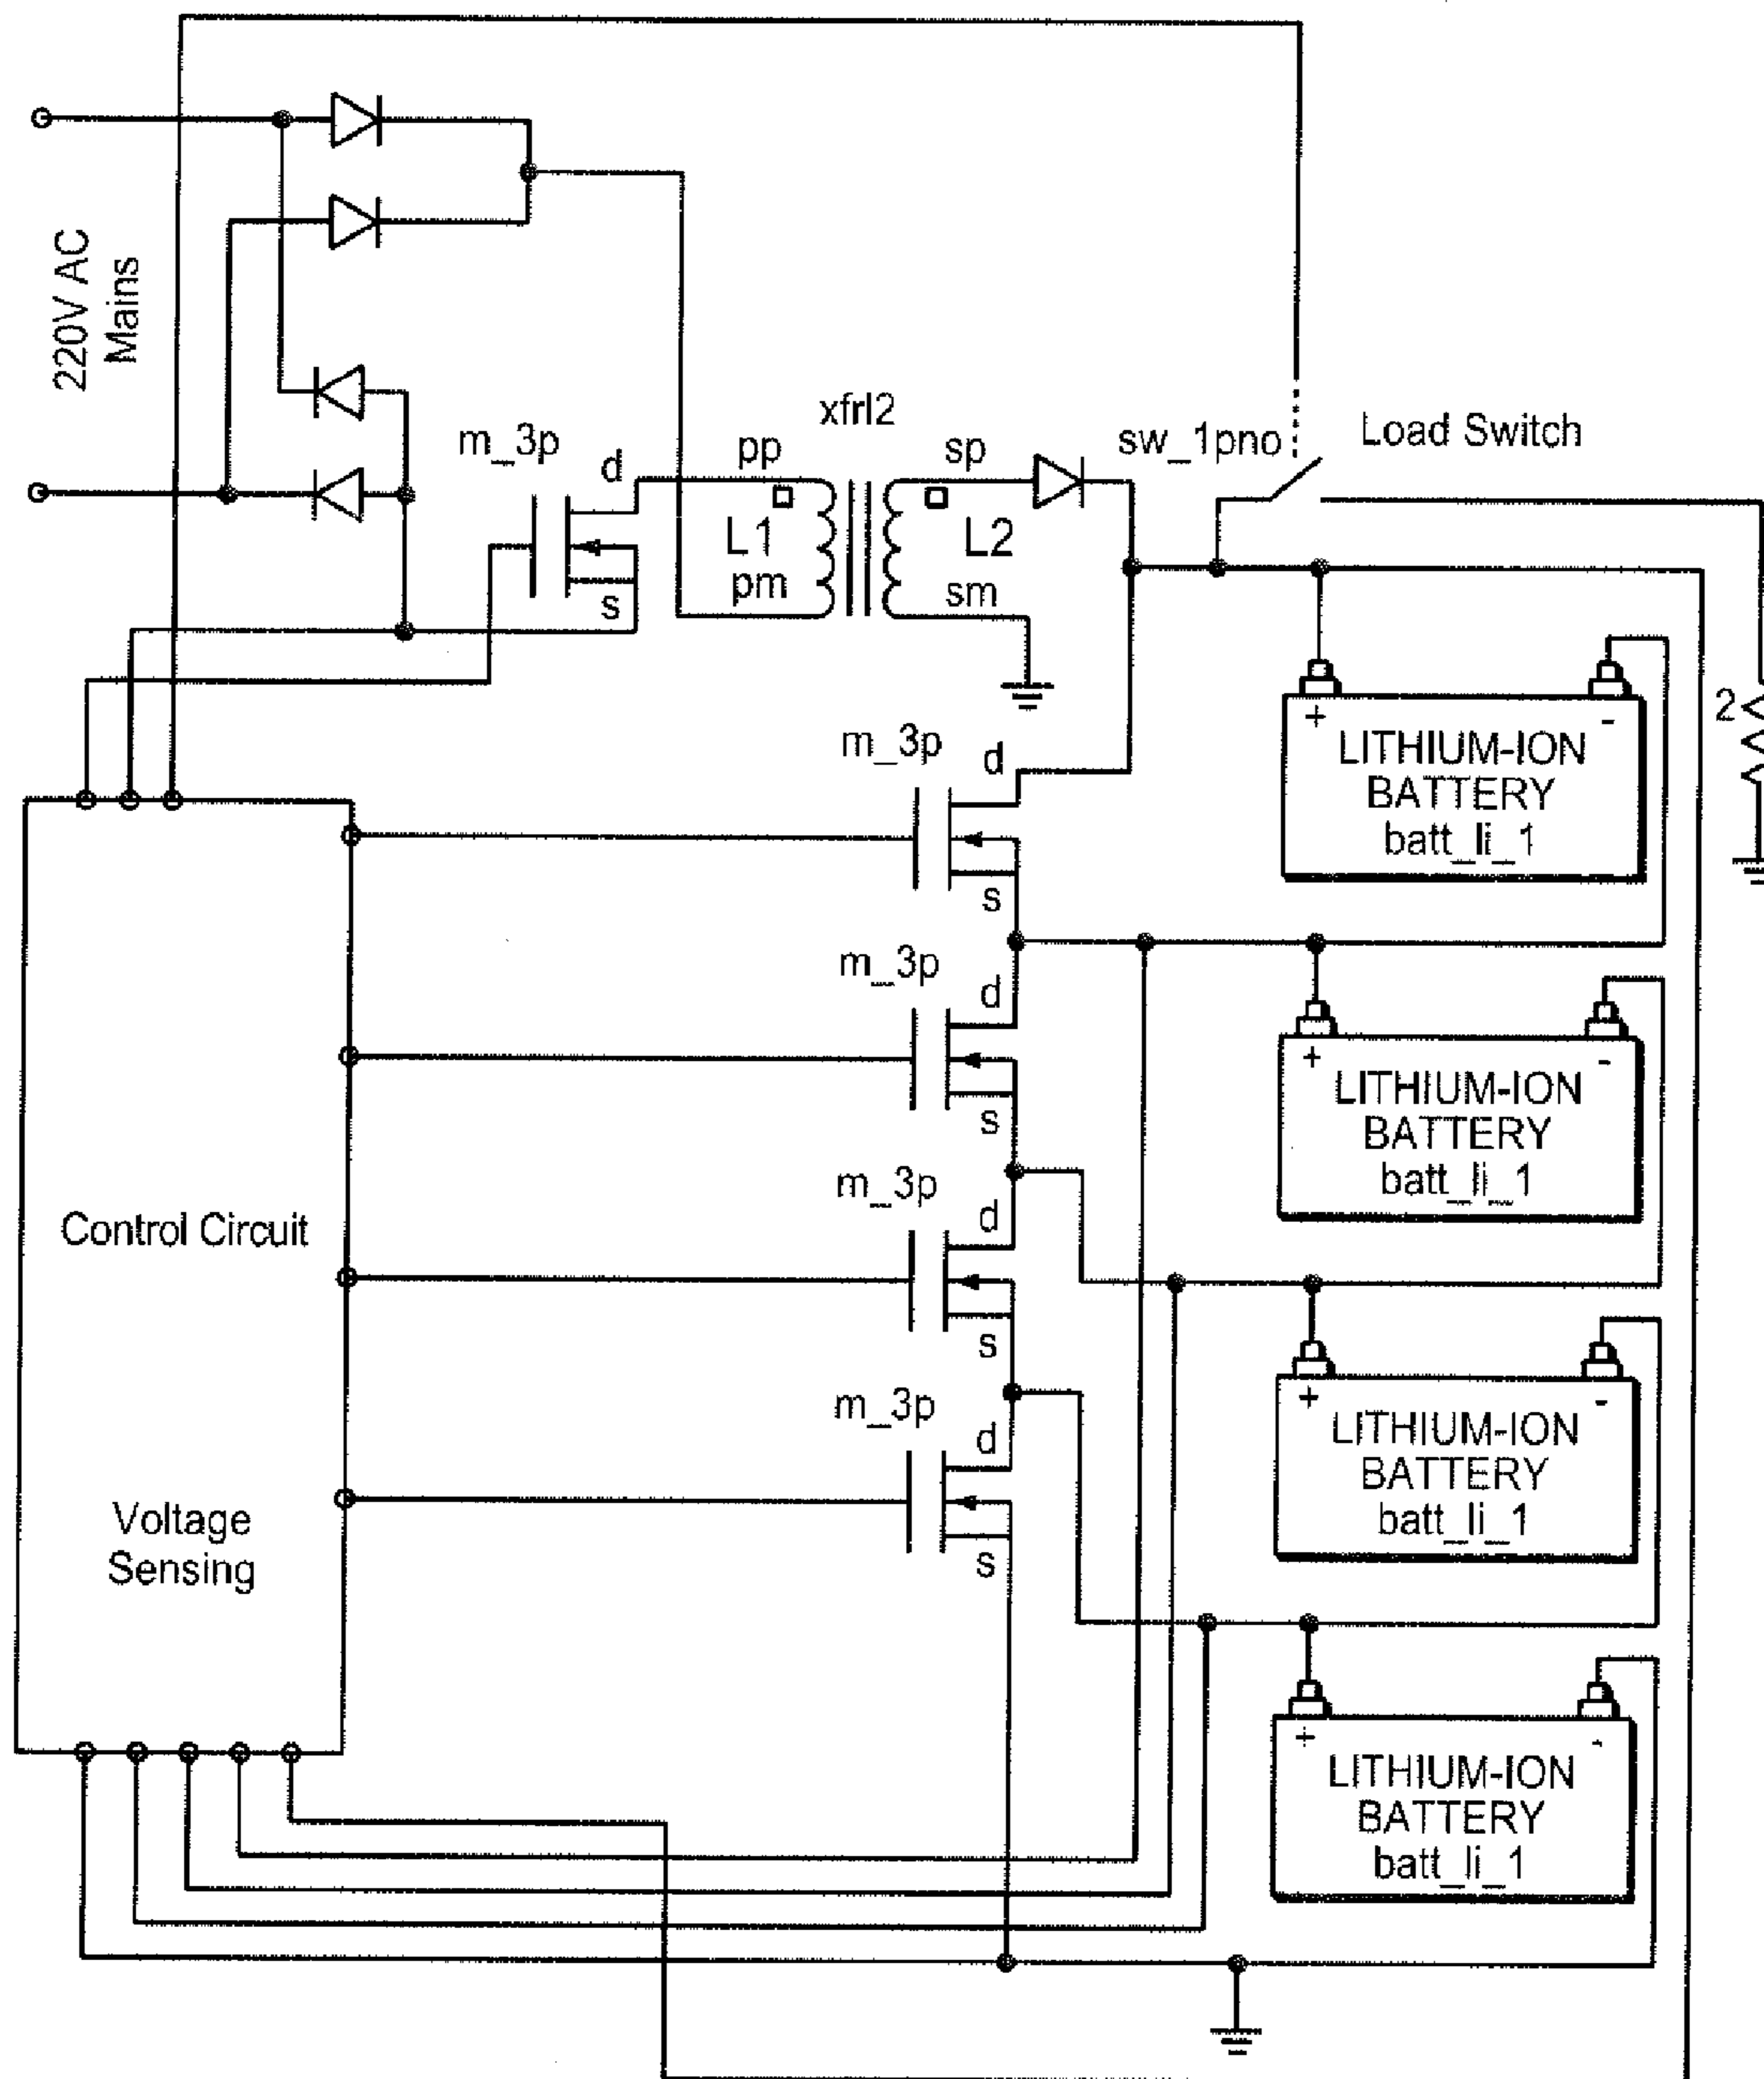 220V AC
Mains
m_3p
d
s
pp
L1
pm
xfrl2
sp
L2
sm
sw_1pno
Load Switch
2
m_3p
d
s
+
-
LITHIUM-ION
BATTERY
batt_li_1
m_3p
d
s
+
-
LITHIUM-ION
BATTERY
batt_li_1
Control Circuit
m_3p
d
s
+
-
LITHIUM-ION
BATTERY
batt_li_1
Voltage
Sensing
m_3p
d
s
+
-
LITHIUM-ION
BATTERY
batt_li_1